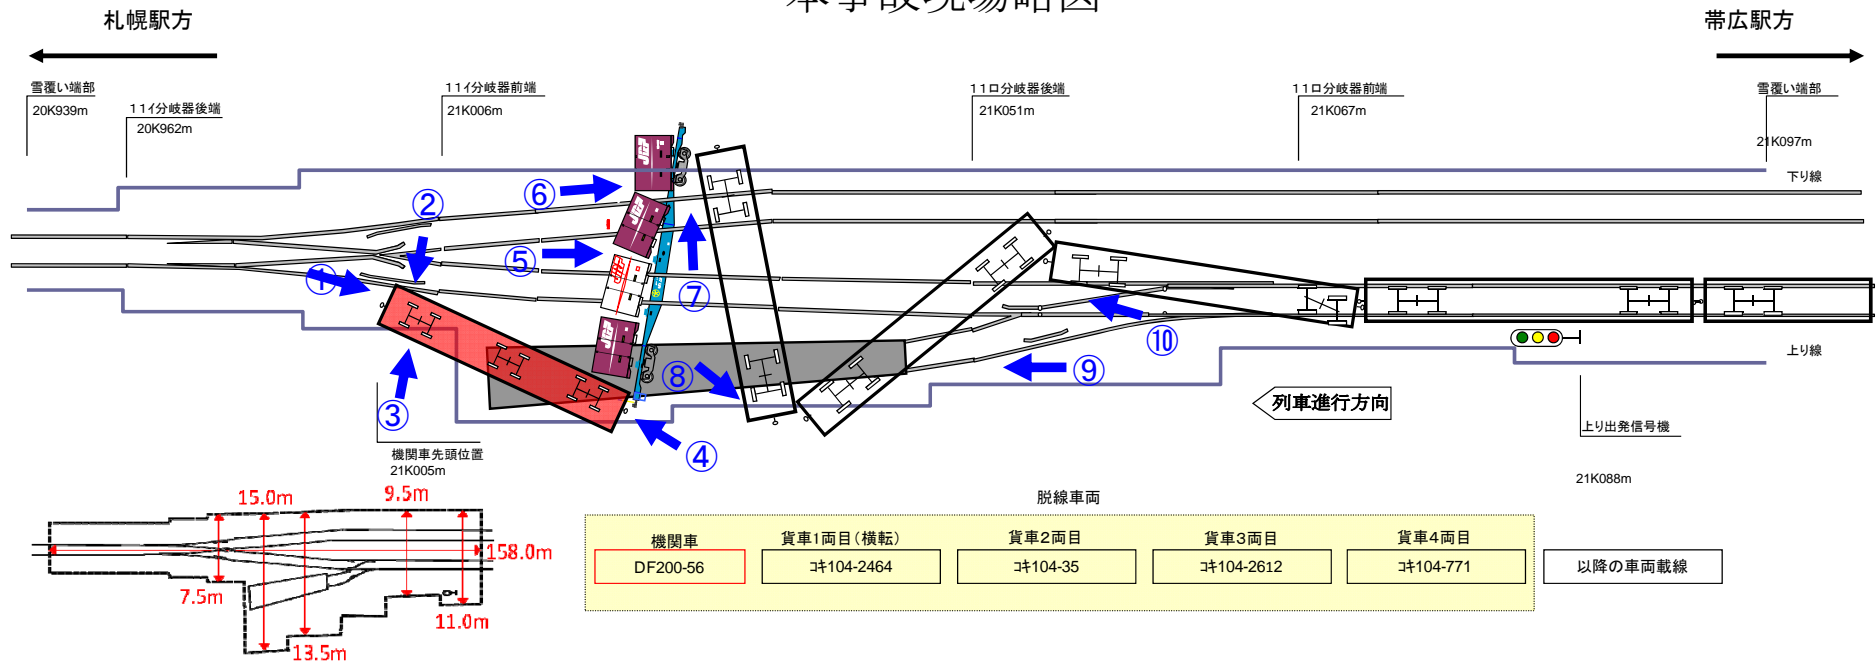 本事故現場略図
札幌駅方
帯広駅方
雪覆い端部
20K939m
11イ分岐器後端
20K962m
11イ分岐器前端
21K006m
11ロ分岐器後端
21K051m
11ロ分岐器前端
21K067m
雪覆い端部
21K097m
下り線
上り線
①
②
③
④
⑤
⑥
⑦
⑧
⑨
⑩
列車進行方向
上り出発信号機
21K088m
機関車先頭位置
21K005m
15.0m
9.5m
158.0m
7.5m
11.0m
13.5m
脱線車両
機関車
DF200-56
貨車1両目(横転)
コキ104-2464
貨車2両目
コキ104-35
貨車3両目
コキ104-2612
貨車4両目
コキ104-771
以降の車両載線